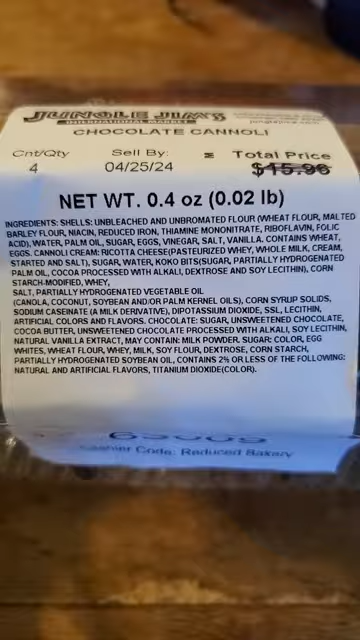 JUNGLE JIM'S
INTERNATIONAL MARKET
CHOCOLATE CANNOLI
Cnt/Qty Sell By: Total Price
4 04/25/24 $15.96
NET WT. 0.4 oz (0.02 lb)
INGREDIENTS: SHELLS: UNBLEACHED AND UNBROMATED FLOUR (WHEAT FLOUR, MALTED
BARLEY FLOUR, NIACIN, REDUCED IRON, THIAMINE MONONITRATE, RIBOFLAVIN, FOLIC
ACID), WATER, PALM OIL, SUGAR, EGGS, VINEGAR, SALT, VANILLA. CONTAINS WHEAT,
EGGS. CANNOLI CREAM: RICOTTA CHEESE(PASTEURIZED WHEY, WHOLE MILK, CREAM,
STARTED AND SALT), SUGAR, WATER, KOKO BITS(SUGAR, PARTIALLY HYDROGENATED
PALM OIL, COCOA PROCESSED WITH ALKALI, DEXTROSE AND SOY LECITHIN), CORN
STARCH-MODIFIED, WHEY,
SALT, PARTIALLY HYDROGENATED VEGETABLE OIL
(CANOLA, COCONUT, SOYBEAN AND/OR PALM KERNEL OILS), CORN SYRUP SOLIDS,
SODIUM CASEINATE (A MILK DERIVATIVE), DIPOTASSIUM DIOXIDE, SSL, LECITHIN,
ARTIFICIAL COLORS AND FLAVORS. CHOCOLATE: SUGAR, UNSWEETENED CHOCOLATE,
COCOA BUTTER, UNSWEETENED CHOCOLATE PROCESSED WITH ALKALI, SOY LECITHIN,
NATURAL VANILLA EXTRACT, MAY CONTAIN: MILK POWDER. SUGAR: COLOR, EGG
WHITES, WHEAT FLOUR, WHEY, MILK, SOY FLOUR, DEXTROSE, CORN STARCH,
PARTIALLY HYDROGENATED SOYBEAN OIL, CONTAINS 2% OR LESS OF THE FOLLOWING:
NATURAL AND ARTIFICIAL FLAVORS, TITANIUM DIOXIDE(COLOR).
Cashier Code: Reduced Bakery